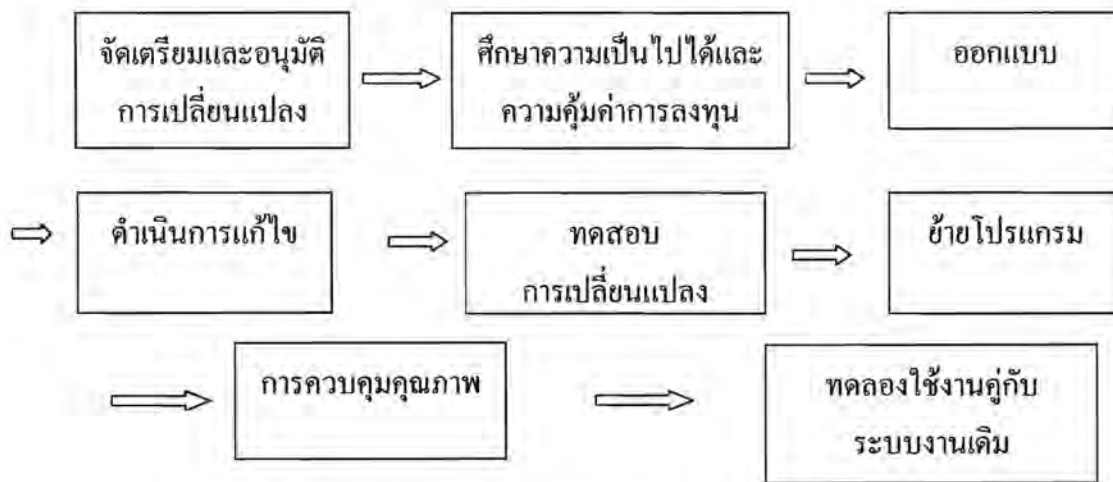 จัดเตรียมและอนุมัติ
การเปลี่ยนแปลง
ศึกษาความเป็นไปได้และ
ความคุ้มค่าการลงทุน
ออกแบบ
ดำเนินการแก้ไข
ทดสอบ
การเปลี่ยนแปลง
ย้ายโปรแกรม
การควบคุมคุณภาพ
ทดลองใช้งานคู่กับ
ระบบงานเดิม